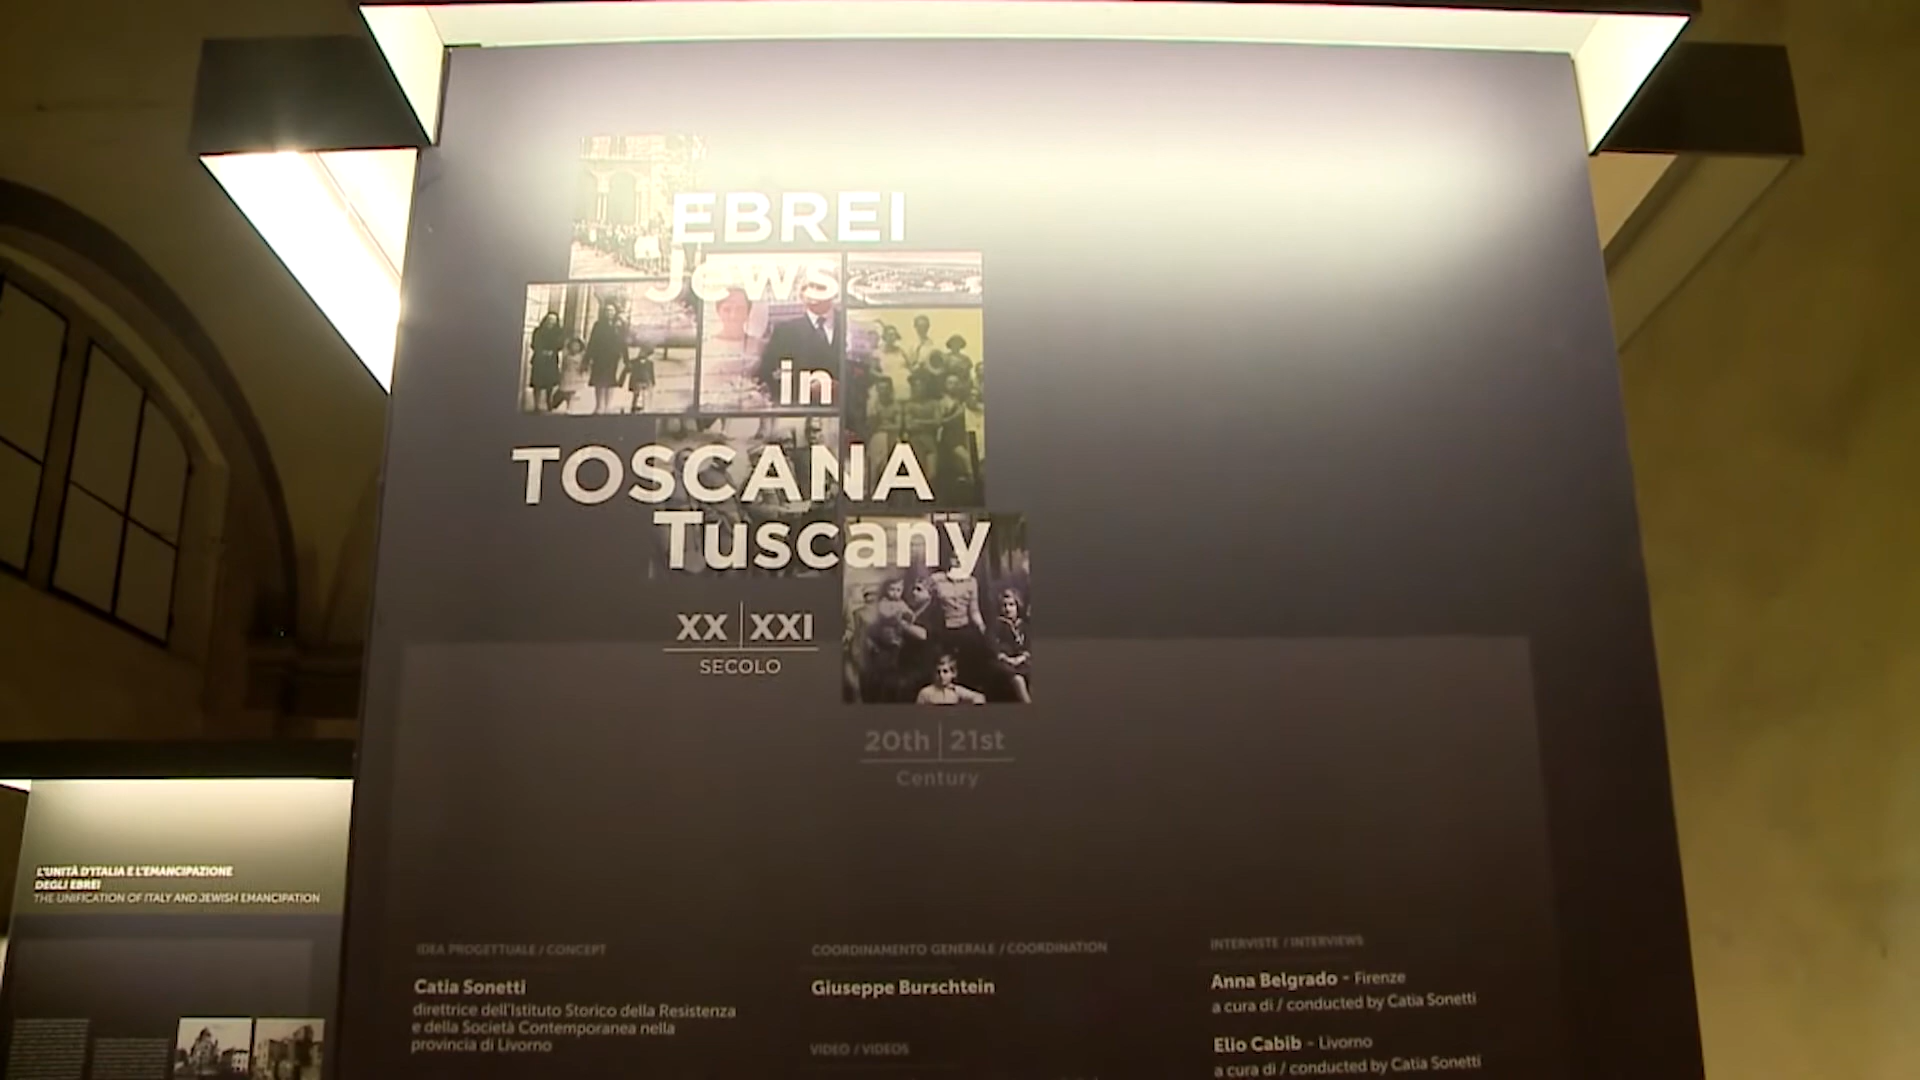 EBREI
Jews
in
TOSCANA
Tuscany
XX | XXI
SECOLO
20th | 21st
Century
IDEA PROGETTUALE / CONCEPT
Catia Sonetti
direttrice dell'Istituto Storico della Resistenza
e della Società Contemporanea nella
provincia di Livorno
COORDINAMENTO GENERALE / COORDINATION
Giuseppe Burschtein
VIDEO / VIDEOS
INTERVISTE / INTERVIEWS
Anna Belgrado - Firenze
a cura di / conducted by Catia Sonetti
Elio Cabib - Livorno
a cura di / conducted by Catia Sonetti
L'UNITÀ D'ITALIA E L'EMANCIPAZIONE
DEGLI EBREI
THE UNIFICATION OF ITALY AND JEWISH EMANCIPATION